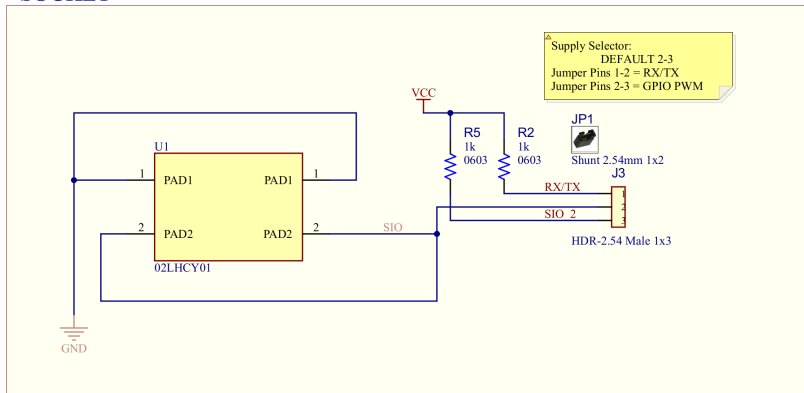 Supply Selector:
DEFAULT 2-3
Jumper Pins 1-2 = RX/TX
Jumper Pins 2-3 = GPIO PWM
VCC
JP1
Shunt 2.54mm 1x2
R5
1k
0603
R2
1k
0603
J3
RX/TX
1
2
SIO_2
3
HDR-2.54 Male 1x3
U1
1 PAD1 PAD1 1
2 PAD2 PAD2 2
SIO
02LHCY01
GND